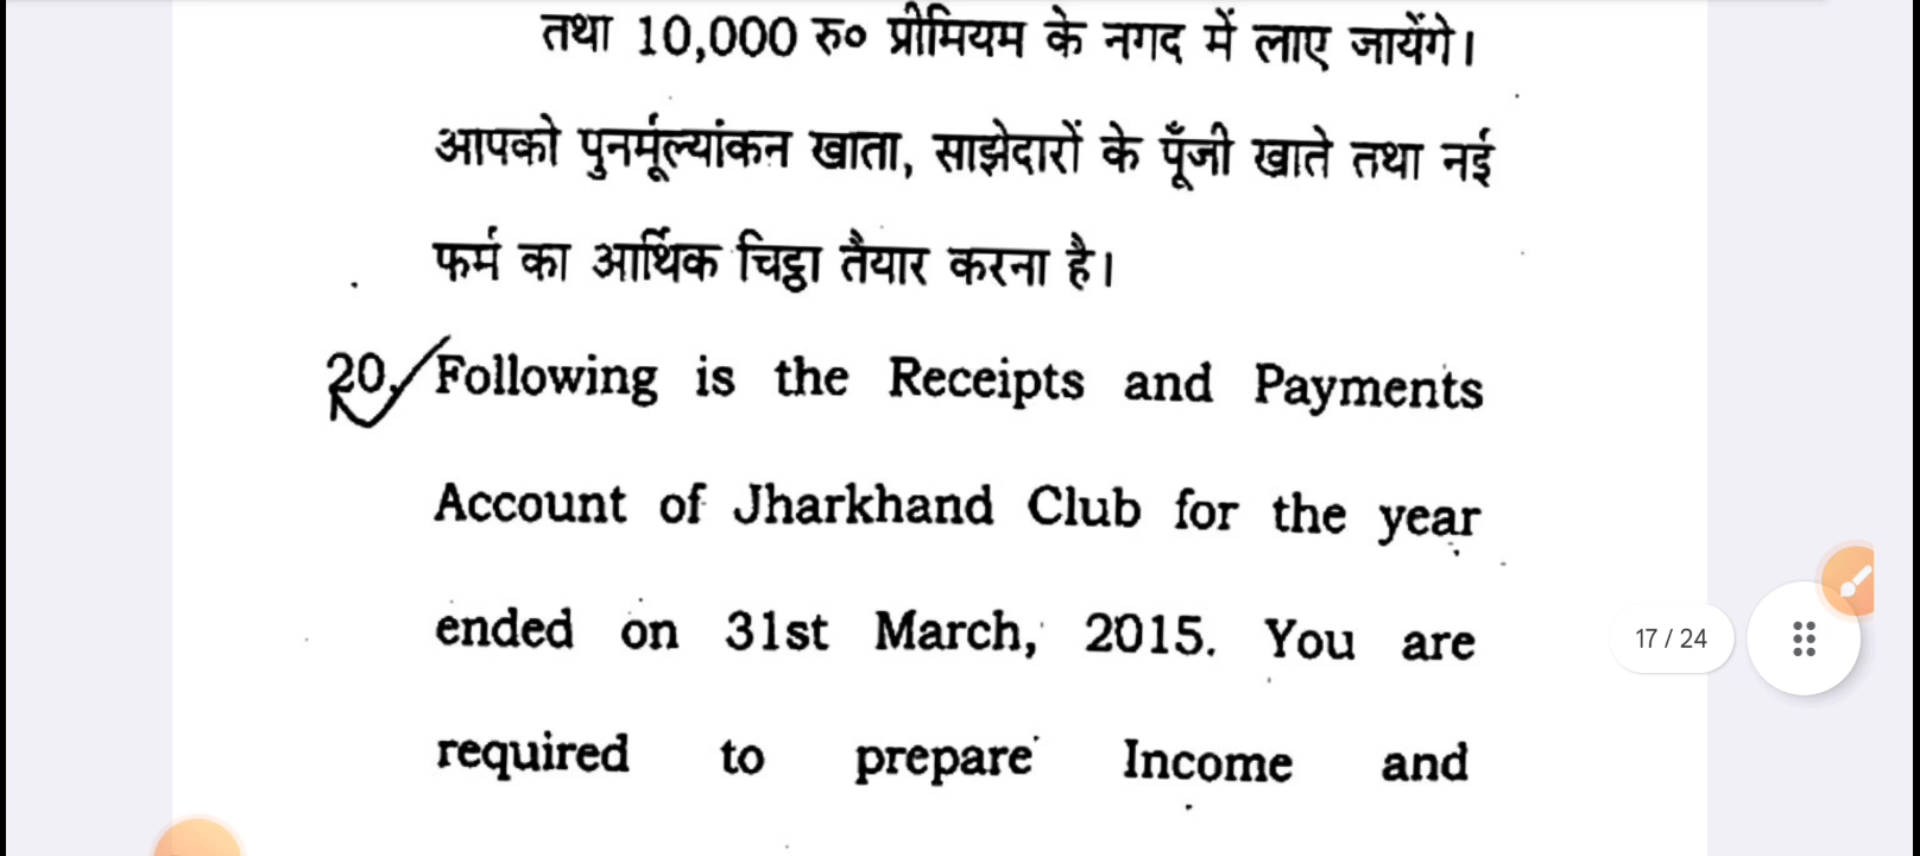 तथा 10,000 रु० प्रीमियम के नगद में लाए जायेंगे।
आपको पुनर्मूल्यांकन खाता, साझेदारों के पूँजी खाते तथा नई
फर्म का आर्थिक चिट्ठा तैयार करना है।
20. Following is the Receipts and Payments
Account of Jharkhand Club for the year
ended on 31st March, 2015. You are
17 / 24
required to prepare Income and